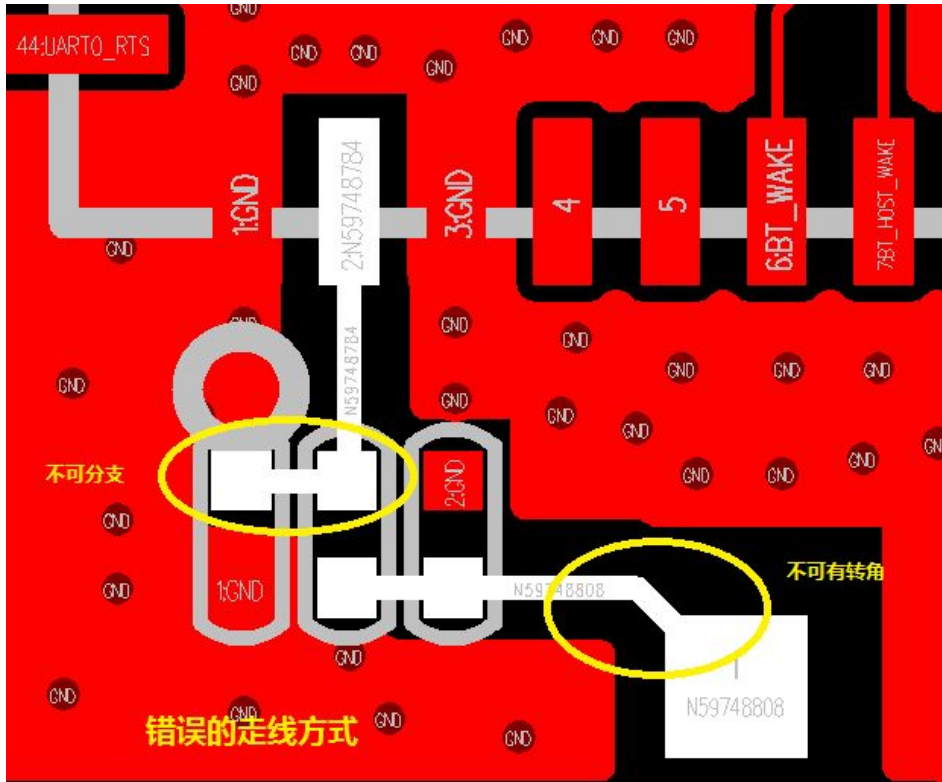 GND
44:UART0_RTS
GND
GND
GND
GND
GND
GND
GND
GND
1:GND
2:N59748784
3:GND
4
5
6:BT_WAKE
7:BT_HOST_WAKE
GND
GND
GND
GND
N59748784
GND
GND
GND
GND
GND
GND
GND
GND
GND
不可分支
2:GND
GND
GND
GND
GND
不可有转角
GND
1:GND
N59748808
GND
GND
1
N59748808
GND
GND
错误的走线方式
GND